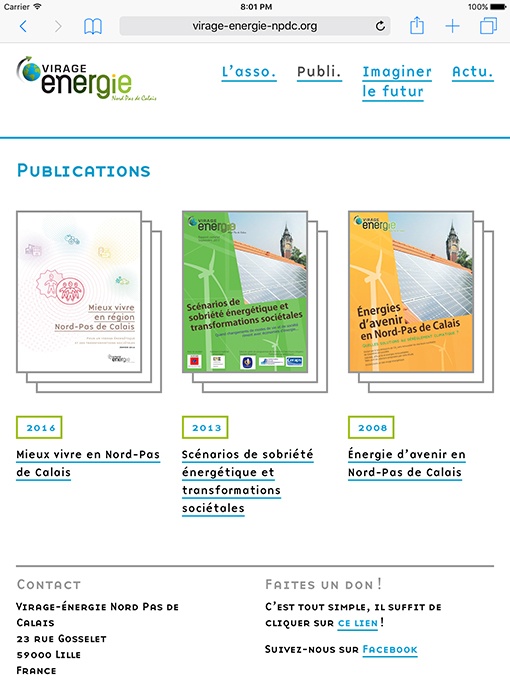 Carrier 8:01 PM 100%
virage-energie-npdc.org
VIRAGE
energie
Nord Pas de Calais
L'asso. Publi. Imaginer le futur Actu.
Publications
Mieux vivre
en région
Nord-Pas de Calais
VIRAGE
energie
Scénarios de
sobriété énergétique et
transformations sociétales
VIRAGE
energie
Énergies
d'avenir
en Nord-Pas de Calais
2016
Mieux vivre en Nord-Pas
de Calais
2013
Scénarios de sobriété
énergétique et
transformations
sociétales
2008
Énergie d'avenir en
Nord-Pas de Calais
Contact
Virage-énergie Nord Pas de
Calais
23 rue Gosselet
59000 Lille
France
Faites un don !
C'est tout simple, il suffit de
cliquer sur ce lien !
Suivez-nous sur Facebook